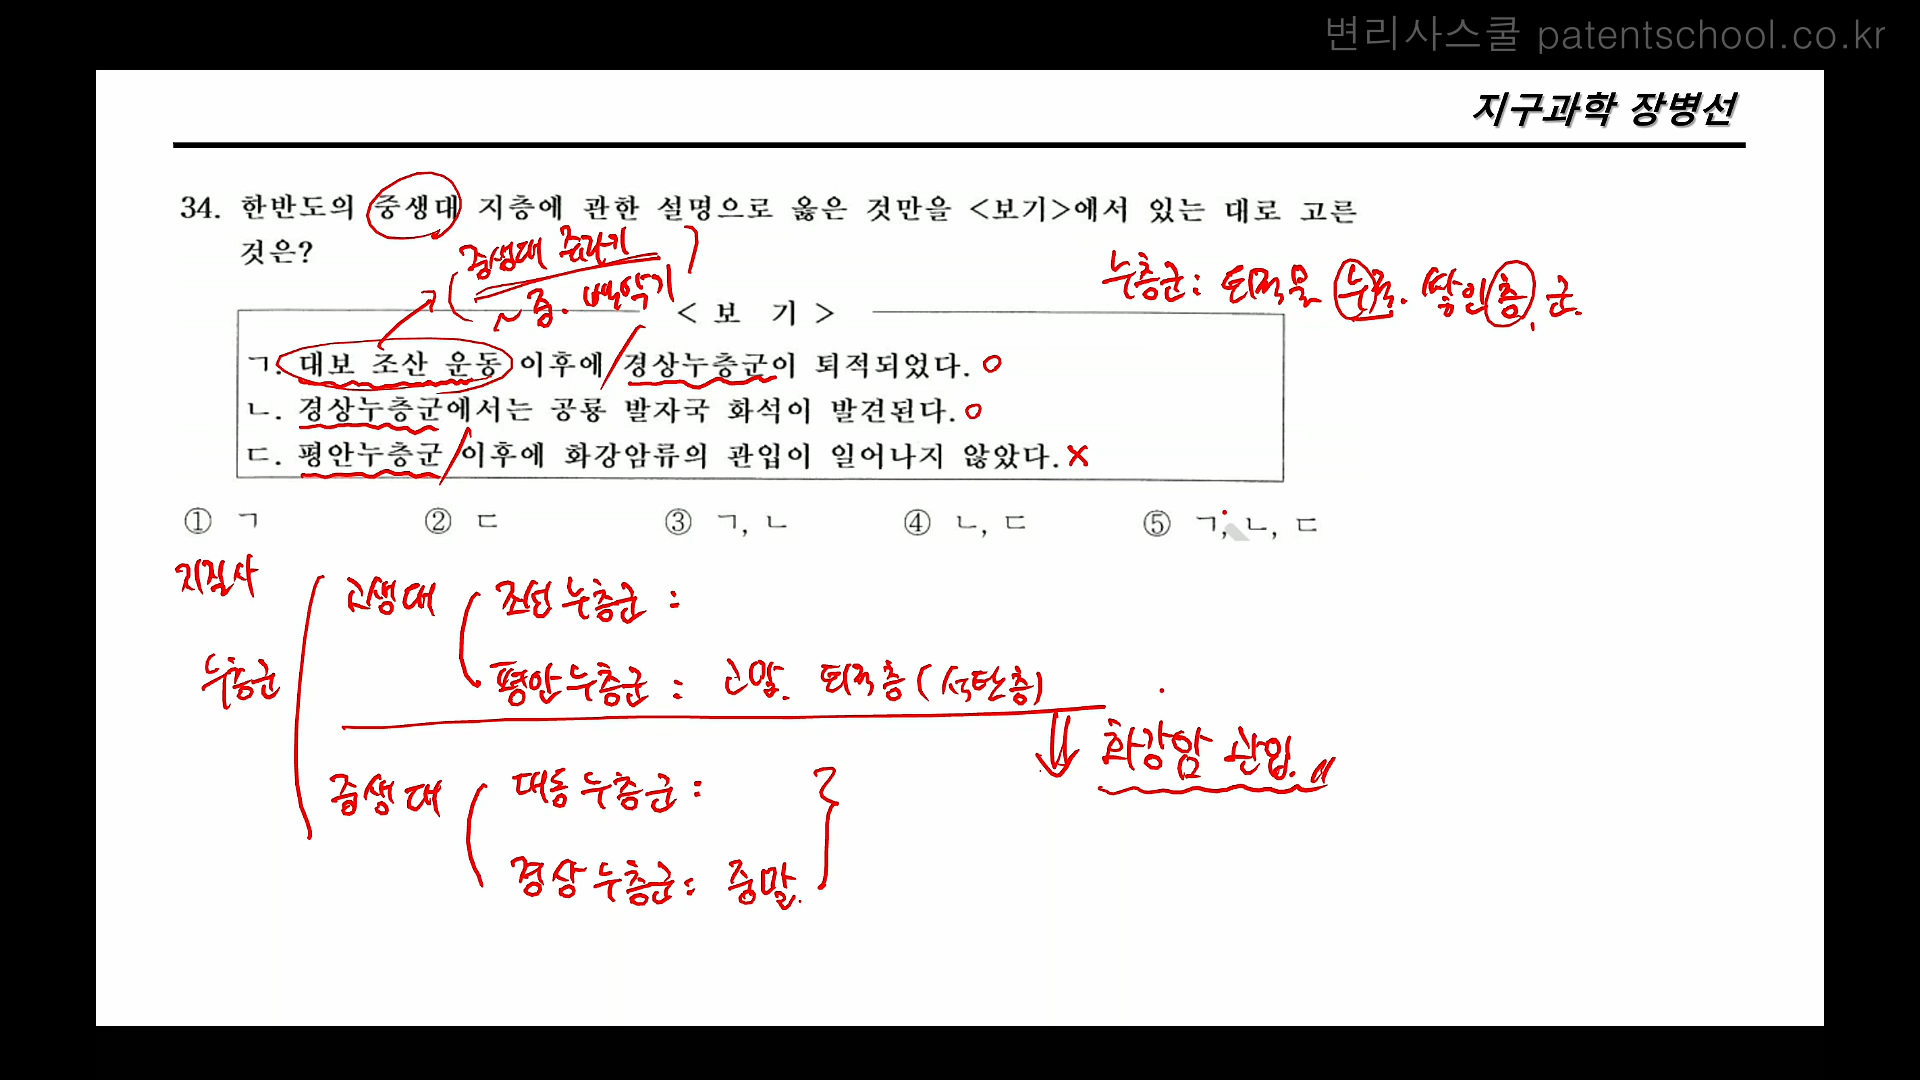 변리사스쿨 patentschool.co.kr
지구과학 장병선
34. 한반도의 중생대 지층에 관한 설명으로 옳은 것만을 <보기>에서 있는 대로 고른
것은?
(중생대 쥬라기)
~중. 백악기
누층군: 퇴적물 누적. 쌓인 층, 군.
< 보 기 >
ㄱ. 대보 조산 운동 이후에 / 경상누층군이 퇴적되었다. O
ㄴ. 경상누층군에서는 공룡 발자국 화석이 발견된다. O
ㄷ. 평안누층군 / 이후에 화강암류의 관입이 일어나지 않았다. X
① ㄱ ② ㄷ ③ ㄱ, ㄴ ④ ㄴ, ㄷ ⑤ ㄱ, ㄴ, ㄷ
지질사
고생대 조선누층군 :
누층군
평안누층군 : 고말. 퇴적층(석탄층)
화강암 관입.
중생대 대동누층군 :
경상누층군 : 중말.